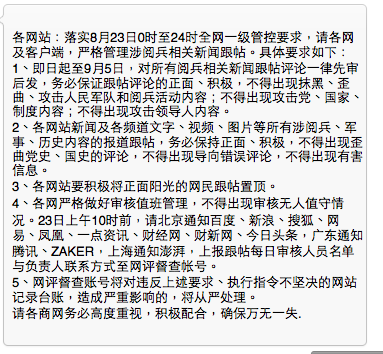 各网站：落实8月23日0时至24时全网一级管控要求，请各网
及客户端，严格管理涉阅兵相关新闻跟帖。具体要求如下：
1、即日起至9月5日，对所有阅兵相关新闻跟帖评论一律先审
后发，务必保证跟帖评论的正面、积极，不得出现抹黑、歪
曲、攻击人民军队和阅兵活动内容；不得出现攻击党、国家、
制度内容；不得出现攻击领导人内容。
2、各网站新闻及各频道文字、视频、图片等所有涉阅兵、军
事、历史内容的报道跟帖，务必保持正面、积极，不得出现歪
曲党史、国史的评论，不得出现导向错误评论，不得出现有害
信息。
3、各网站要积极将正面阳光的网民跟帖置顶。
4、各网严格做好审核值班管理，不得出现审核无人值守情
况。23日上午10时前，请北京通知百度、新浪、搜狐、网
易、凤凰、一点资讯、财经网、财新网、今日头条，广东通知
腾讯、ZAKER，上海通知澎湃，上报跟帖每日审核人员名单
与负责人联系方式至网评督查帐号。
5、网评督查账号将对违反上述要求、执行指令不坚决的网站
记录台账，造成严重影响的，将从严处理。
请各商网务必高度重视，积极配合，确保万无一失.